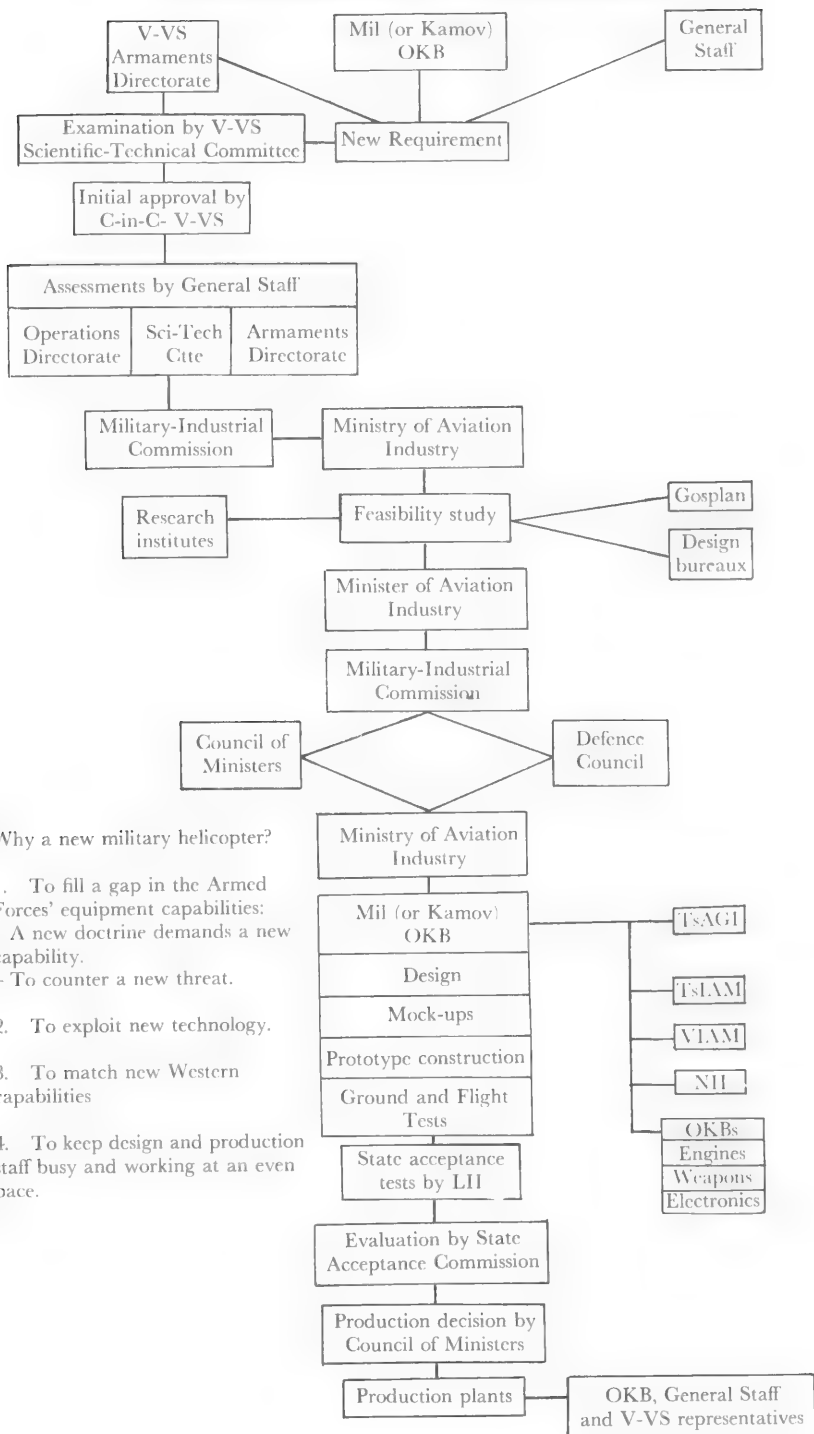 V-VS
Armaments
Directorate
Mil (or Kamov)
OKB
General
Staff
Examination by V-VS
Scientific-Technical Committee
New Requirement
Initial approval by
C-in-C- V-VS
Assessments by General Staff
Operations
Directorate
Sci-Tech
Ctte
Armaments
Directorate
Military-Industrial
Commission
Ministry of Aviation
Industry
Research
institutes
Feasibility study
Gosplan
Design
bureaux
Minister of Aviation
Industry
Military-Industrial
Commission
Council of
Ministers
Defence
Council
Why a new military helicopter?
1. To fill a gap in the Armed
Forces' equipment capabilities:
- A new doctrine demands a new
capability.
- To counter a new threat.
2. To exploit new technology.
3. To match new Western
capabilities
4. To keep design and production
staff busy and working at an even
pace.
Ministry of Aviation
Industry
Mil (or Kamov)
OKB
Design
Mock-ups
Prototype construction
Ground and Flight
Tests
TsAGI
TsIAM
VIAM
NII
OKBs
Engines
Weapons
Electronics
State acceptance
tests by LII
Evaluation by State
Acceptance Commission
Production decision by
Council of Ministers
Production plants
OKB, General Staff
and V-VS representatives